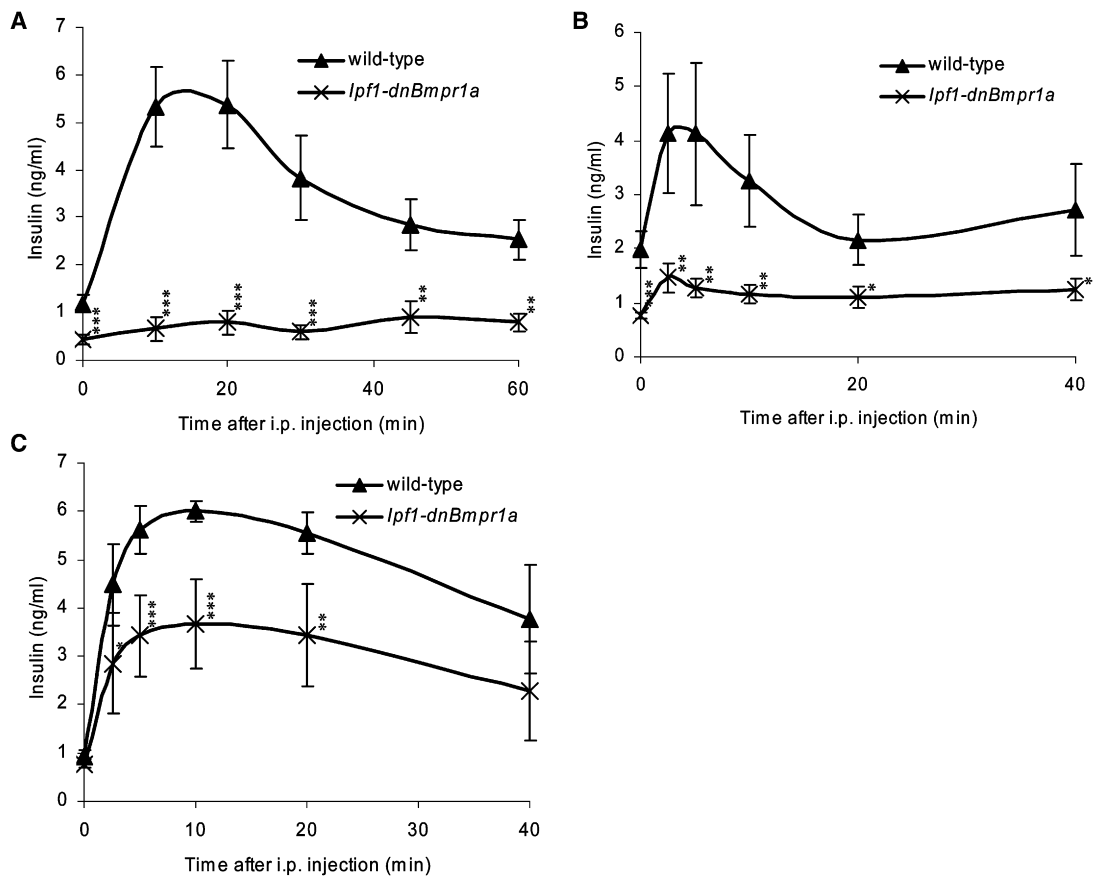 A
7
6
5
4
3
2
1
0
Insulin (ng/ml)
wild-type
Ipf1-dnBmpr1a
***
***
***
***
**
**
0 20 40 60
Time after i.p. injection (min)
B
6
5
4
3
2
1
0
Insulin (ng/ml)
wild-type
Ipf1-dnBmpr1a
***
**
**
**
*
*
0 20 40
Time after i.p. injection (min)
C
7
6
5
4
3
2
1
0
Insulin (ng/ml)
wild-type
Ipf1-dnBmpr1a
*
***
***
**
0 10 20 30 40
Time after i.p. injection (min)